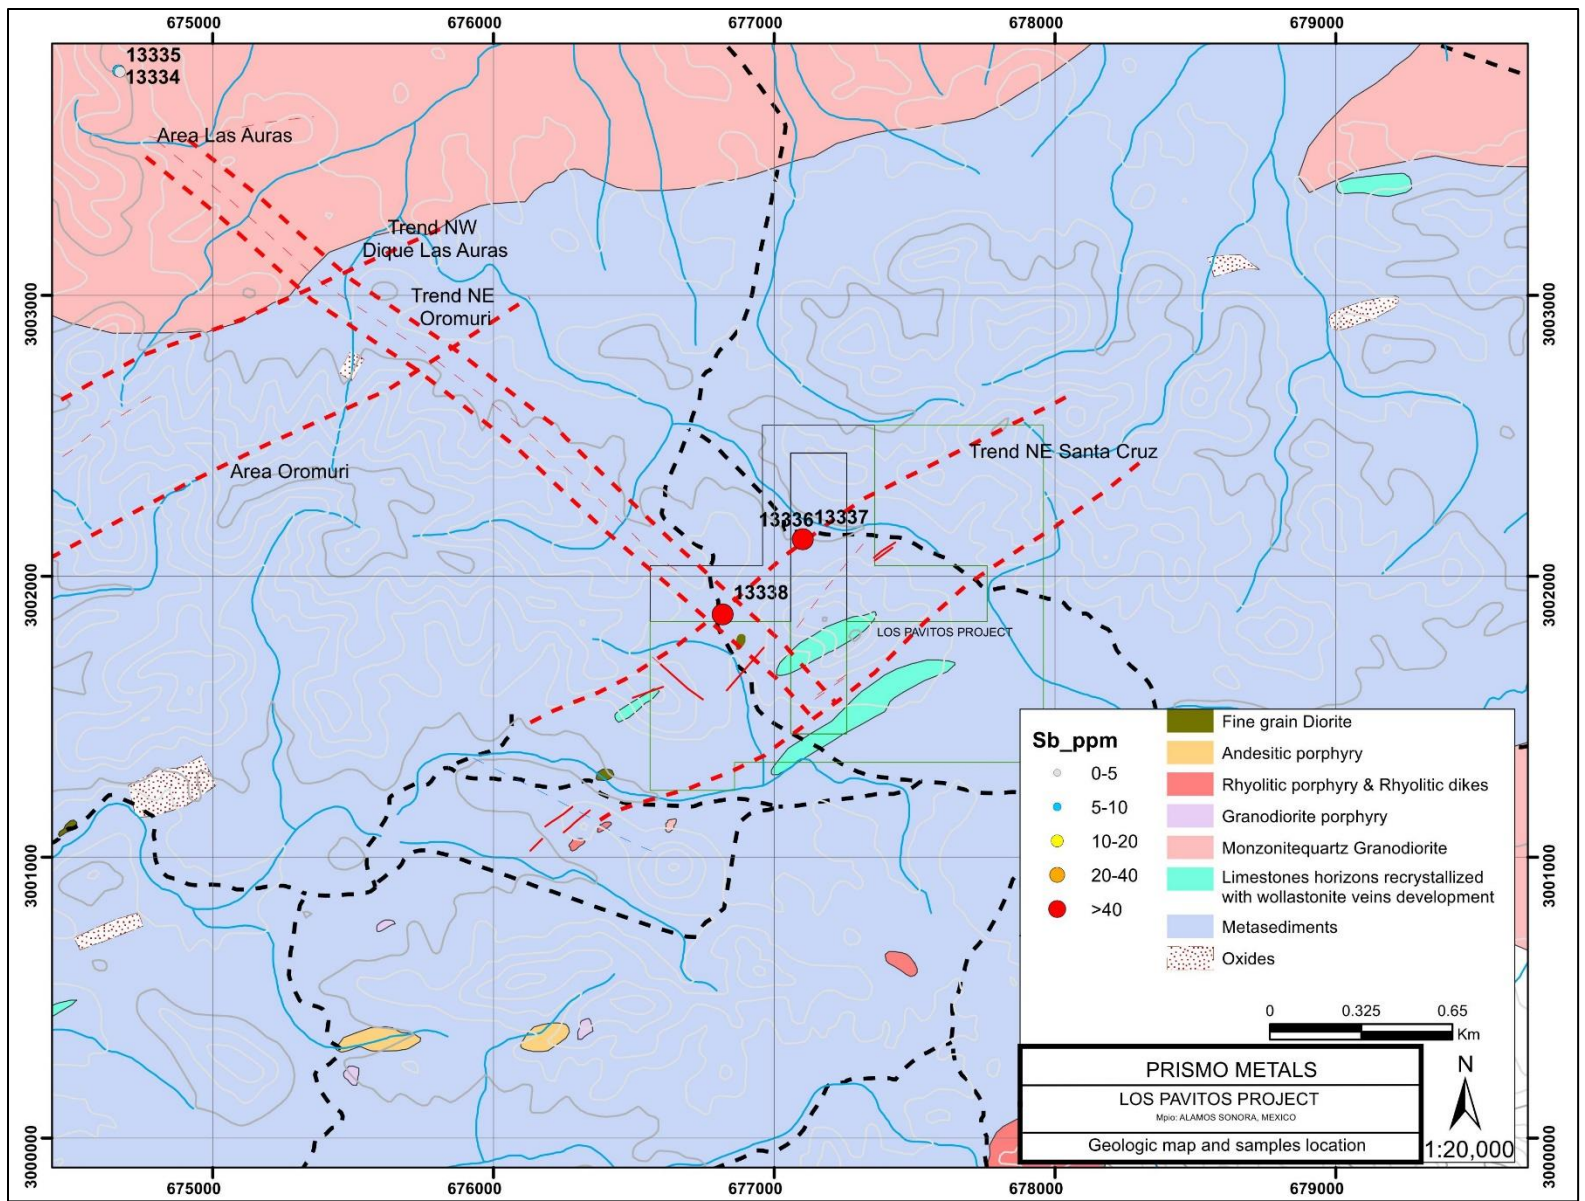 675000
676000
677000
678000
679000
13335
13334
Area Las Auras
Trend NW
Dique Las Auras
Trend NE
Oromuri
3003000
3003000
Area Oromuri
Trend NE Santa Cruz
13336
13337
3002000
3002000
13338
LOS PAVITOS PROJECT
3001000
3001000
3000000
3000000
Sb_ppm
0-5
5-10
10-20
20-40
>40
Fine grain Diorite
Andesitic porphyry
Rhyolitic porphyry & Rhyolitic dikes
Granodiorite porphyry
Monzonitequartz Granodiorite
Limestones horizons recrystallized
with wollastonite veins development
Metasediments
Oxides
0 0.325 0.65
Km
N
1:20,000
PRISMO METALS
LOS PAVITOS PROJECT
Mpio: ALAMOS SONORA, MEXICO
Geologic map and samples location
675000
676000
677000
678000
679000